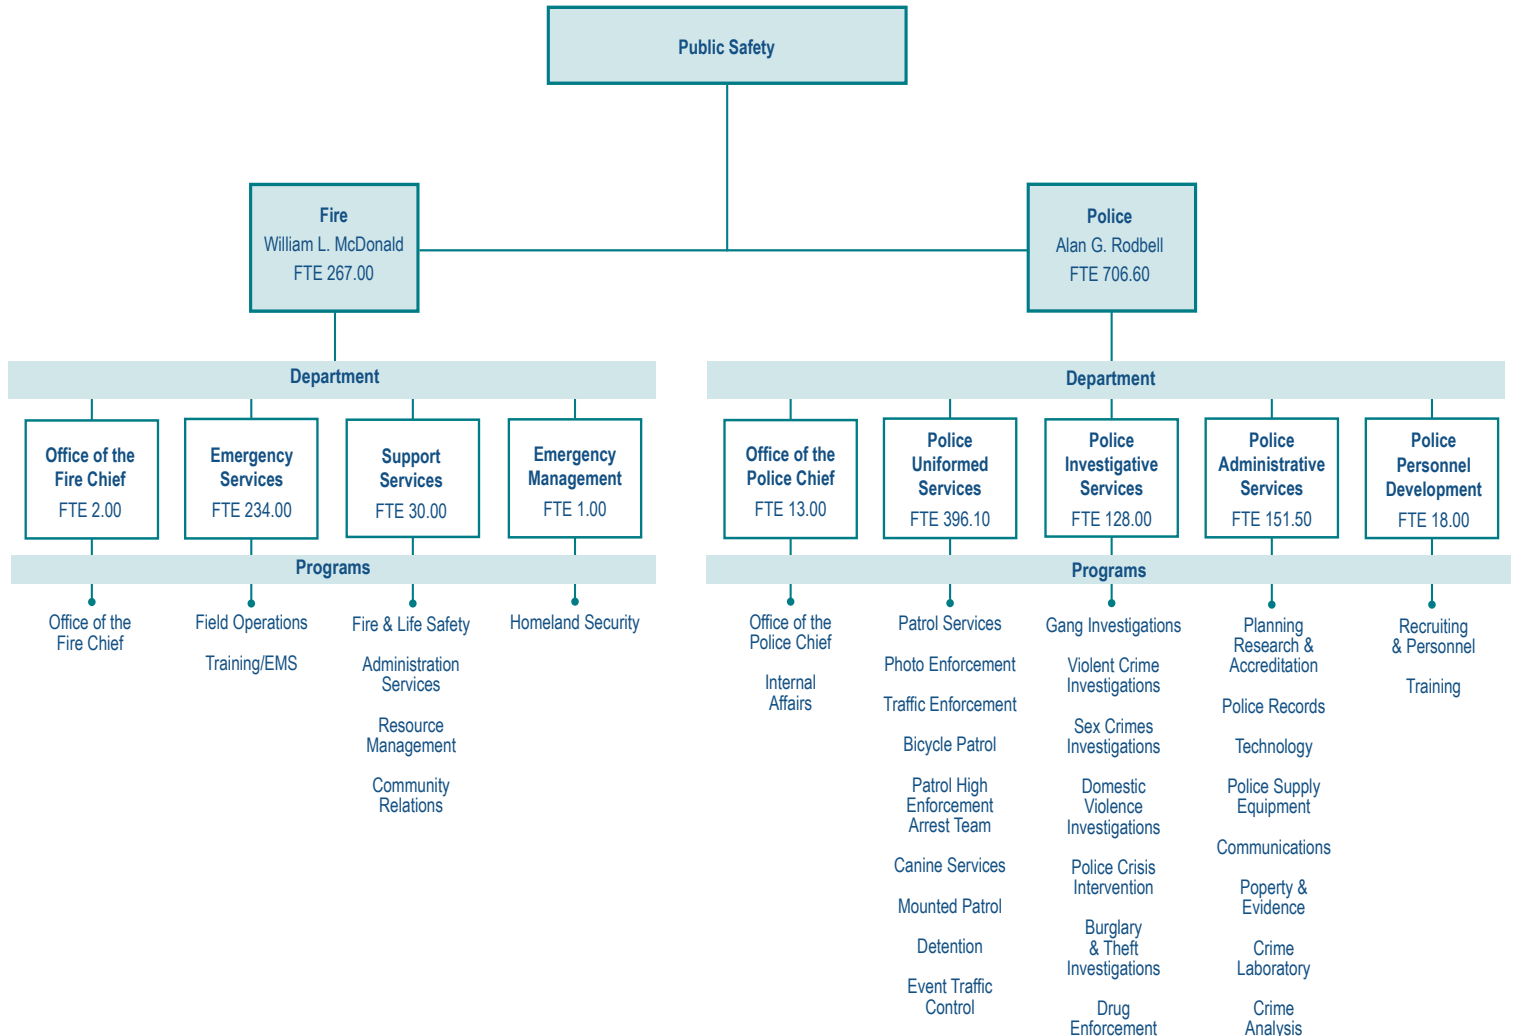 Public Safety
Fire
William L. McDonald
FTE 267.00
Police
Alan G. Rodbell
FTE 706.60
Department
Office of the
Fire Chief
FTE 2.00
Emergency
Services
FTE 234.00
Support
Services
FTE 30.00
Emergency
Management
FTE 1.00
Programs
Office of the
Fire Chief
Field Operations
Training/EMS
Fire & Life Safety
Administration
Services
Resource
Management
Community
Relations
Homeland Security
Department
Office of the
Police Chief
FTE 13.00
Police
Uniformed
Services
FTE 396.10
Police
Investigative
Services
FTE 128.00
Police
Administrative
Services
FTE 151.50
Police
Personnel
Development
FTE 18.00
Programs
Office of the
Police Chief
Internal
Affairs
Patrol Services
Photo Enforcement
Traffic Enforcement
Bicycle Patrol
Patrol High
Enforcement
Arrest Team
Canine Services
Mounted Patrol
Detention
Event Traffic
Control
Gang Investigations
Violent Crime
Investigations
Sex Crimes
Investigations
Domestic
Violence
Investigations
Police Crisis
Intervention
Burglary
& Theft
Investigations
Drug
Enforcement
Planning
Research &
Accreditation
Police Records
Technology
Police Supply
Equipment
Communications
Poperty &
Evidence
Crime
Laboratory
Crime
Analysis
Recruiting
& Personnel
Training